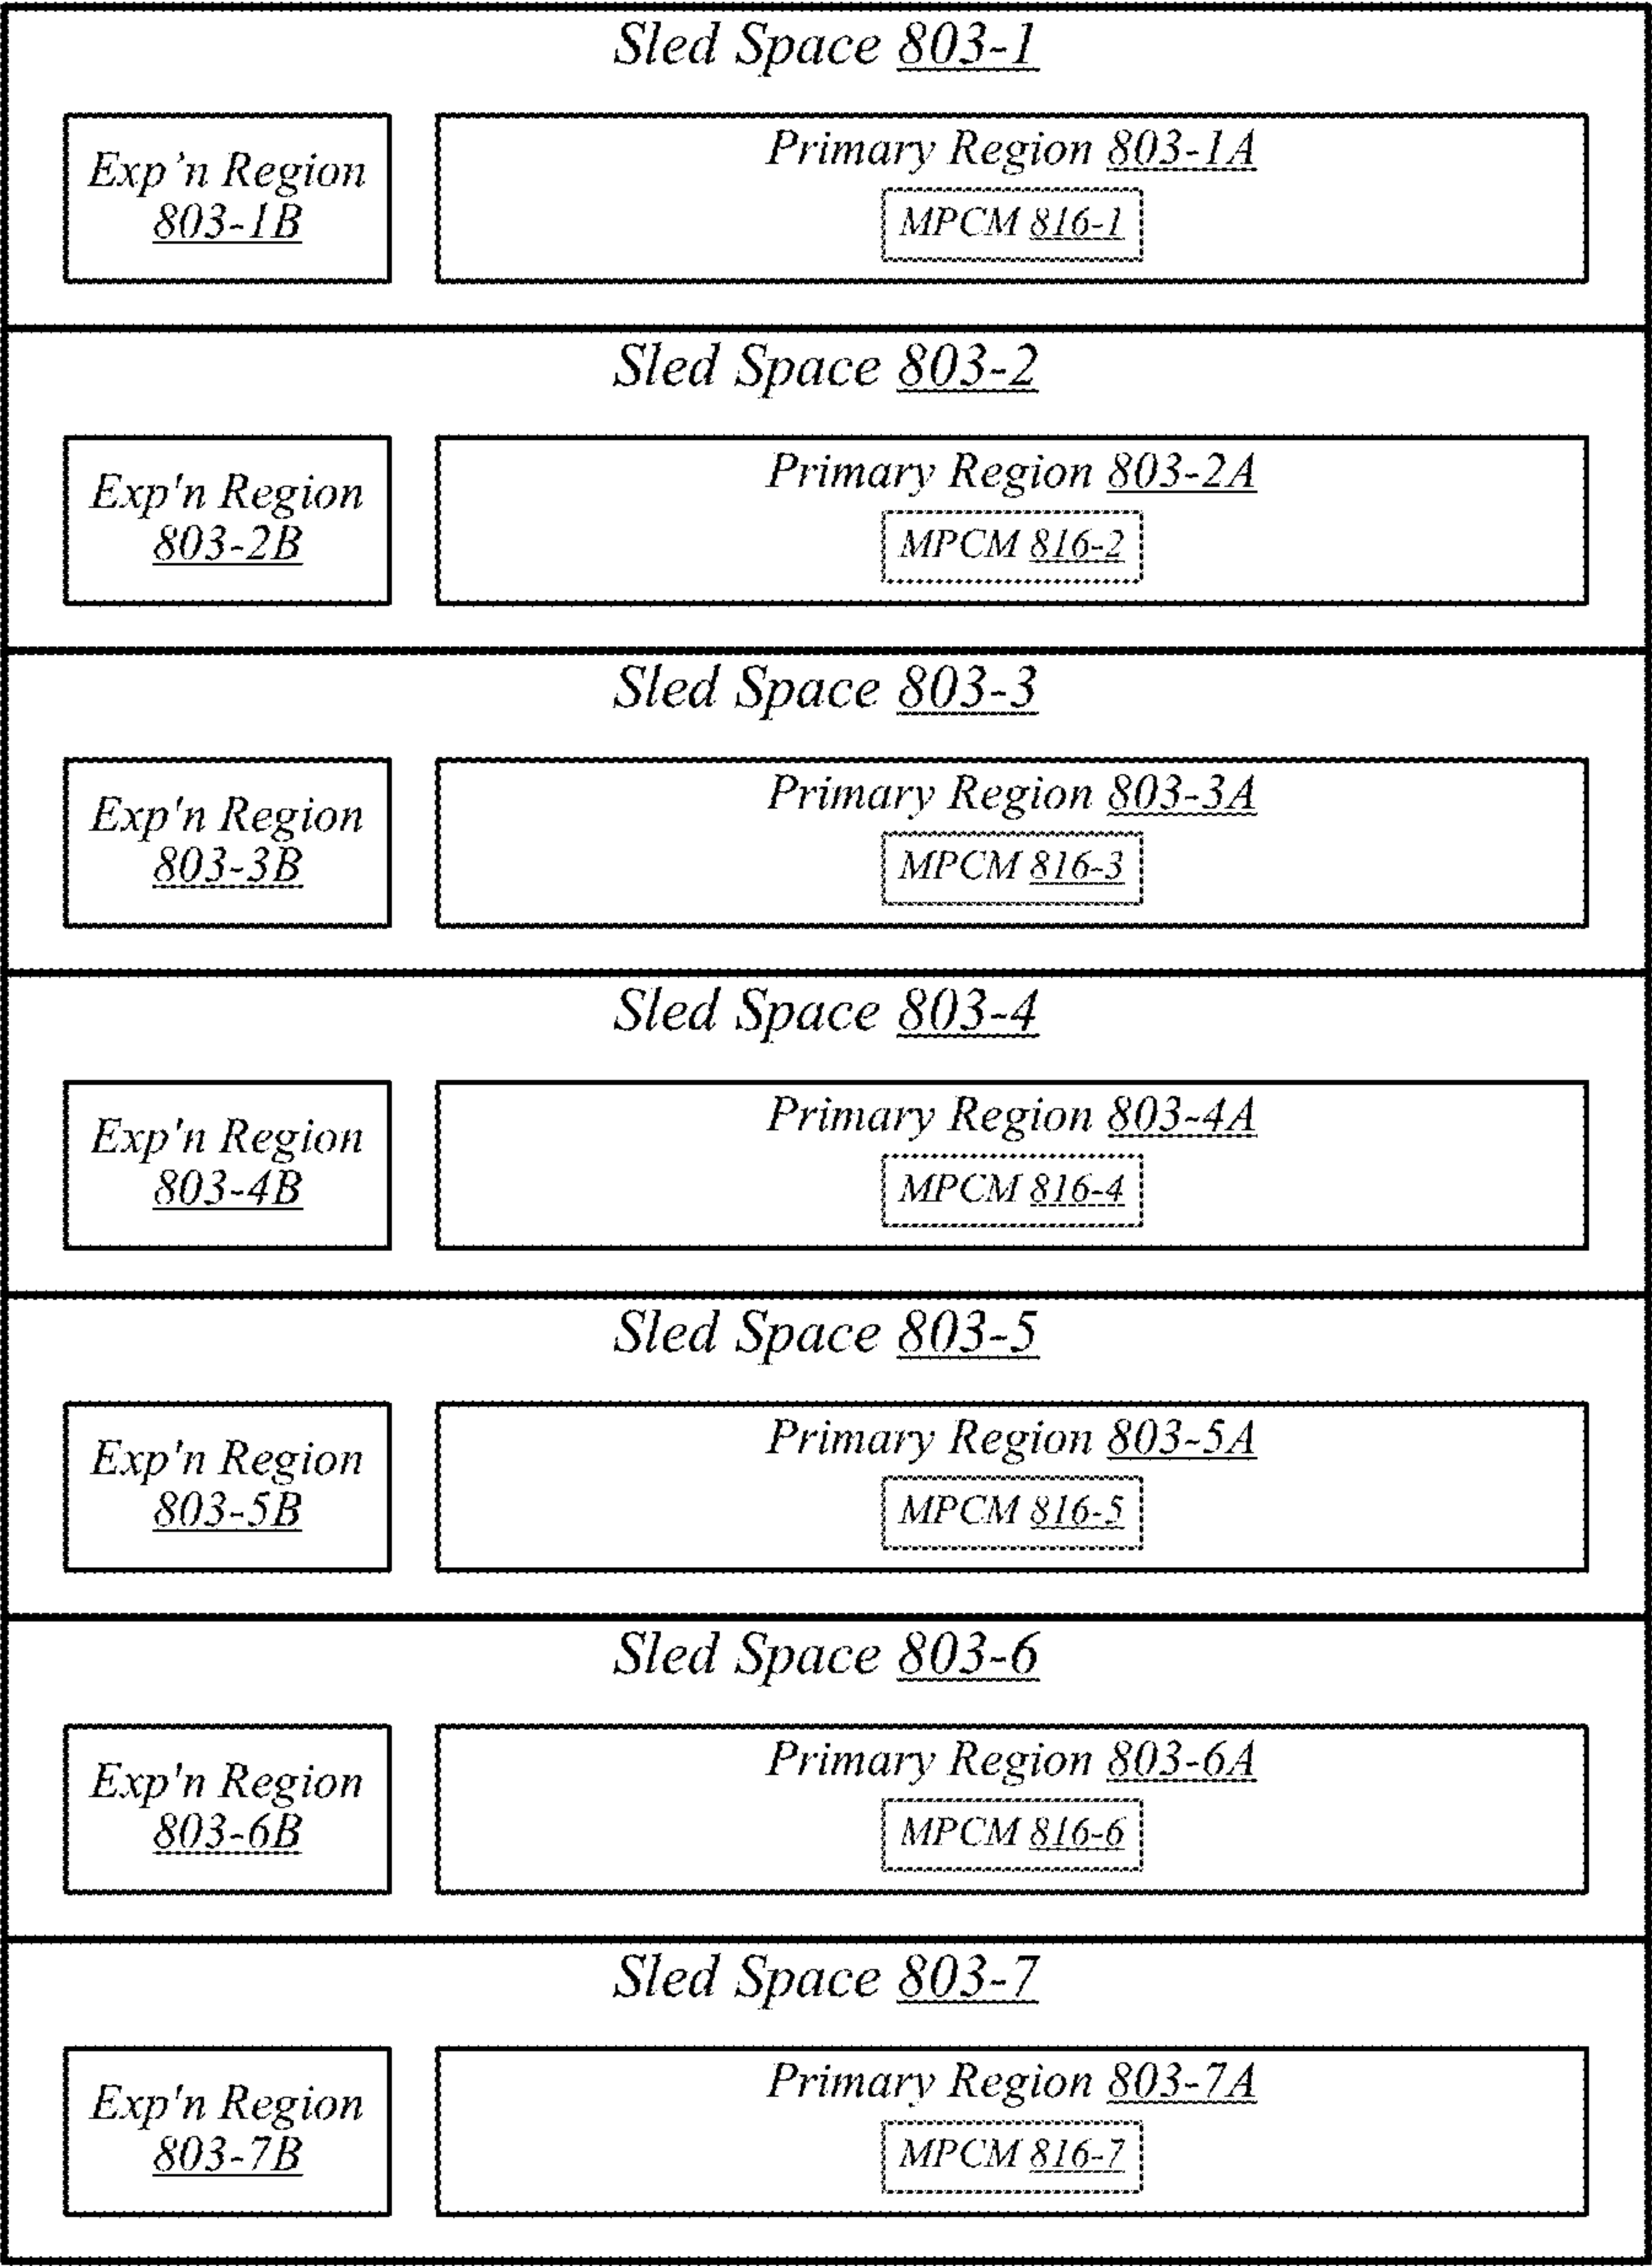 Sled Space 803-1
Exp’n Region
803-1B
Primary Region 803-1A
MPCM 816-1
Sled Space 803-2
Exp'n Region
803-2B
Primary Region 803-2A
MPCM 816-2
Sled Space 803-3
Exp'n Region
803-3B
Primary Region 803-3A
MPCM 816-3
Sled Space 803-4
Exp'n Region
803-4B
Primary Region 803-4A
MPCM 816-4
Sled Space 803-5
Exp'n Region
803-5B
Primary Region 803-5A
MPCM 816-5
Sled Space 803-6
Exp'n Region
803-6B
Primary Region 803-6A
MPCM 816-6
Sled Space 803-7
Exp'n Region
803-7B
Primary Region 803-7A
MPCM 816-7